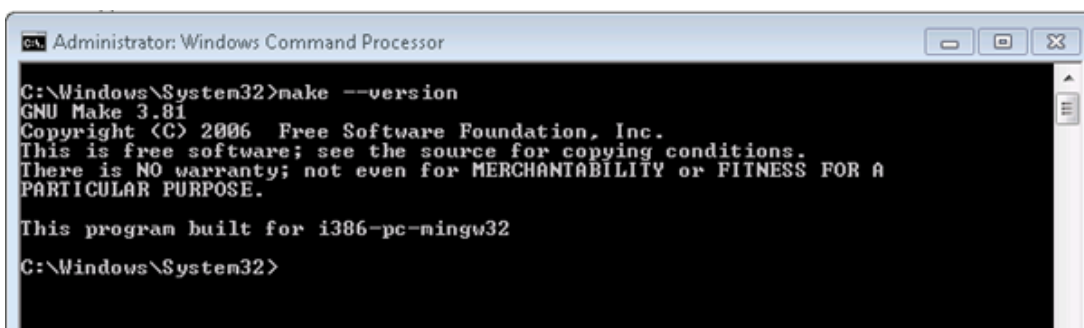 Administrator: Windows Command Processor
C:\Windows\System32>make --version
GNU Make 3.81
Copyright (C) 2006  Free Software Foundation, Inc.
This is free software; see the source for copying conditions.
There is NO warranty; not even for MERCHANTABILITY or FITNESS FOR A
PARTICULAR PURPOSE.
This program built for i386-pc-mingw32
C:\Windows\System32>